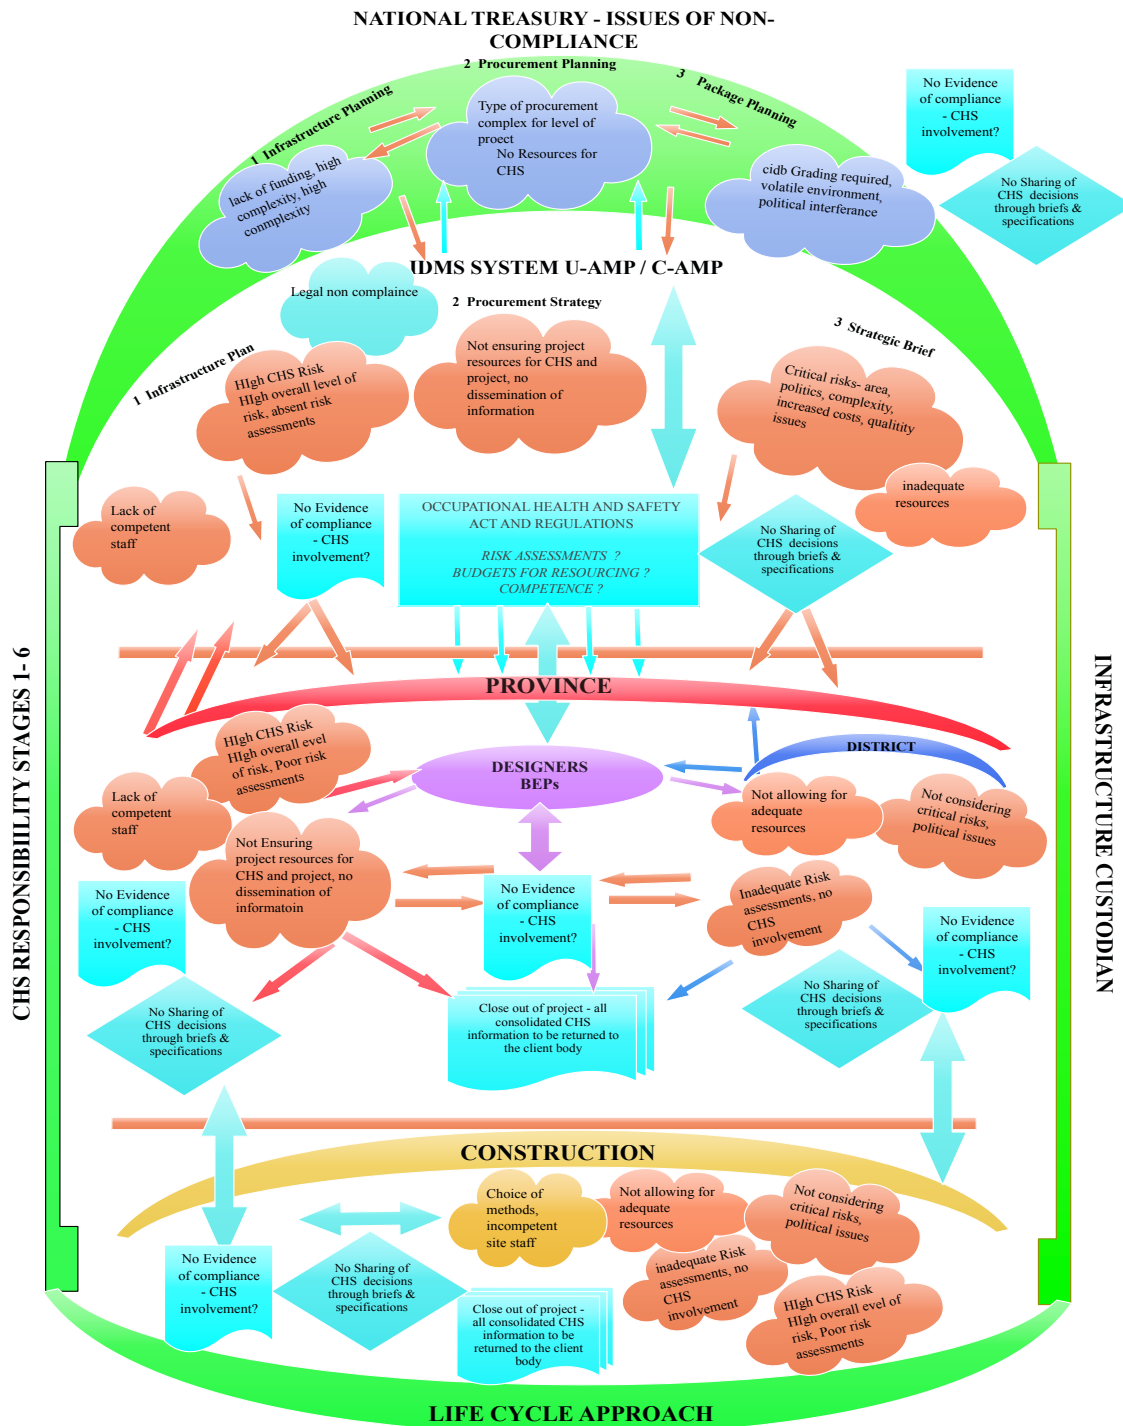 NATIONAL TREASURY - ISSUES OF NON-
COMPLIANCE
2 Procurement Planning
1 Infrastructure Planning
3 Package Planning
Type of procurement
complex for level of
proect
No Resources for
CHS
lack of funding, high
complexity, high
conmplexity
cidb Grading required,
volatile environment,
political interferance
No Evidence
of compliance
- CHS
involvement?
No Sharing of
CHS decisions
through briefs &
specifications
IDMS SYSTEM U-AMP / C-AMP
Legal non complaince
2 Procurement Strategy
1 Infrastructure Plan
3 Strategic Brief
HIgh CHS Risk
HIgh overall level of
risk, absent risk
assessments
Not ensuring project
resources for CHS and
project, no
dissemination of
information
Critical risks- area,
politics, complexity,
increased costs, qualitity
issues
inadequate
resources
Lack of
competent
staff
No Evidence
of compliance
- CHS
involvement?
OCCUPATIONAL HEALTH AND SAFETY
ACT AND REGULATIONS
RISK ASSESSMENTS ?
BUDGETS FOR RESOURCING ?
COMPETENCE ?
No Sharing of
CHS decisions
through briefs &
specifications
CHS RESPONSIBIILITY STAGES 1- 6
INFRASTRUCTURE CUSTODIAN
PROVINCE
DISTRICT
HIgh CHS Risk
HIgh overall evel
of risk, Poor risk
assessments
DESIGNERS
BEPs
Lack of
competent
staff
Not allowing for
adequate
resources
Not considering
critical risks,
political issues
Not Ensuring
project resources for
CHS and project, no
dissemination of
informatoin
No Evidence
of compliance
- CHS
involvement?
No Evidence
of compliance
- CHS
involvement?
Inadequate Risk
assessments, no
CHS
involvement
No Evidence
of compliance
- CHS
involvement?
No Sharing of
CHS decisions
through briefs &
specifications
Close out of project - all
consolidated CHS
information to be returned to
the client body
No Sharing of
CHS decisions
through briefs &
specifications
CONSTRUCTION
Choice of
methods,
incompetent
site staff
Not allowing for
adequate
resources
Not considering
critical risks,
political issues
No Evidence
of compliance
- CHS
involvement?
No Sharing of
CHS decisions
through briefs &
specifications
inadequate Risk
assessments, no
CHS
involvement
Close out of project -
all consolidated CHS
information to be
returned to the client
body
HIgh CHS Risk
HIgh overall evel of
risk, Poor risk
assessments
LIFE CYCLE APPROACH